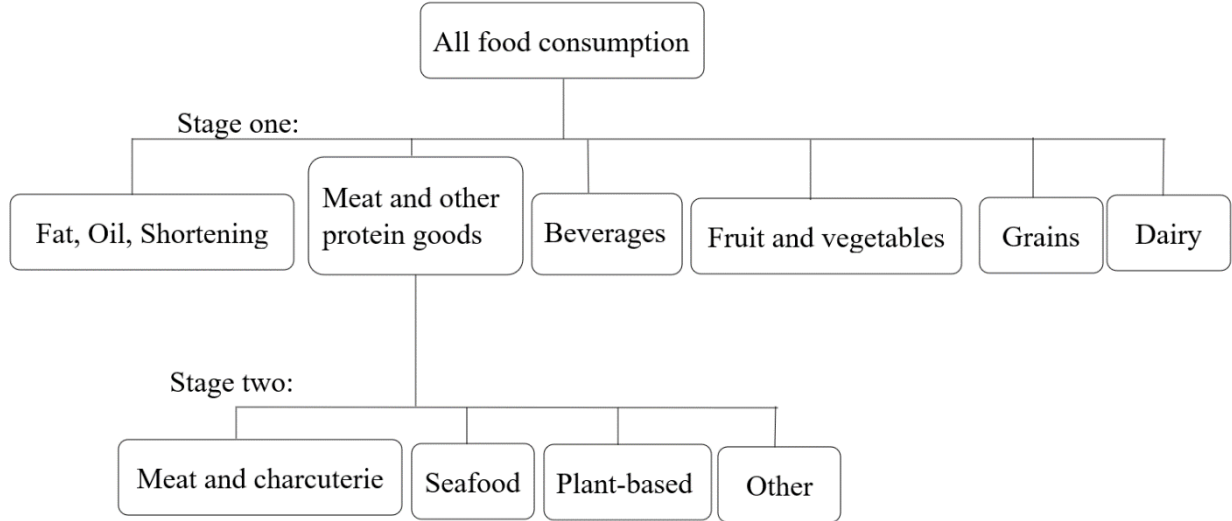 All food consumption
Stage one:
Fat, Oil, Shortening
Meat and other
protein goods
Beverages
Fruit and vegetables
Grains
Dairy
Stage two:
Meat and charcuterie
Seafood
Plant-based
Other